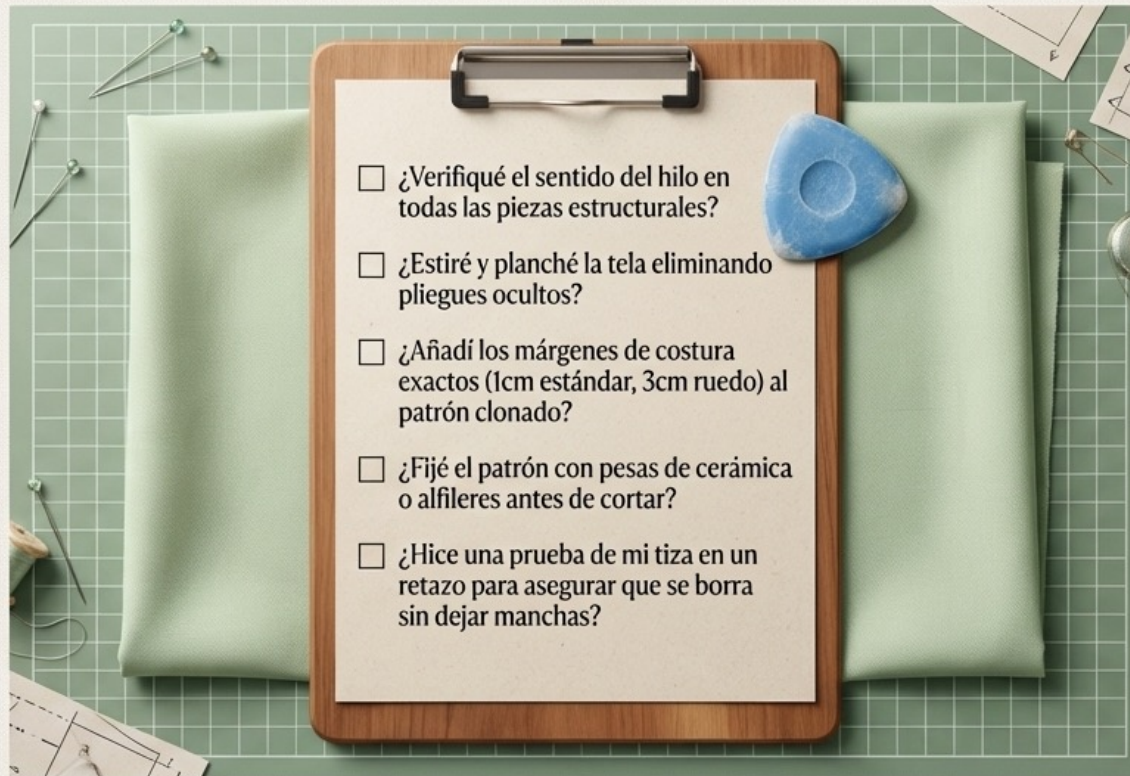 ¿Verifiqué el sentido del hilo en
todas las piezas estructurales?
¿Estiré y planché la tela eliminando
pliegues ocultos?
¿Añadí los márgenes de costura
exactos (1cm estándar, 3cm ruedo) al
patrón clonado?
¿Fijé el patrón con pesas de cerámica
o alfileres antes de cortar?
¿Hice una prueba de mi tiza en un
retazo para asegurar que se borra
sin dejar manchas?